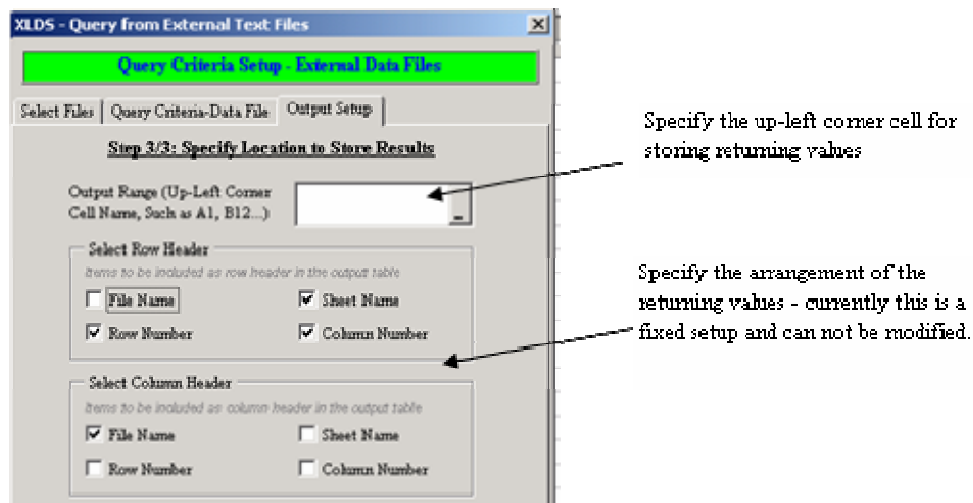 XLDS - Query from External Text Files
Query Criteria Setup - External Data Files
Select Files
Query Criteria-Data File
Output Setup
Step 3/3: Specify Location to Store Results
Output Range (Up-Left Corner
Cell Name, Such as A1, B12...):
Select Row Header
Items to be included as row header in the output table
File Name
Sheet Name
Row Number
Column Number
Select Column Header
Items to be included as column header in the output table
File Name
Sheet Name
Row Number
Column Number
Specify the up-left corner cell for
storing returning values
Specify the arrangement of the
returning values - currently this is a
fixed setup and can not be modified.